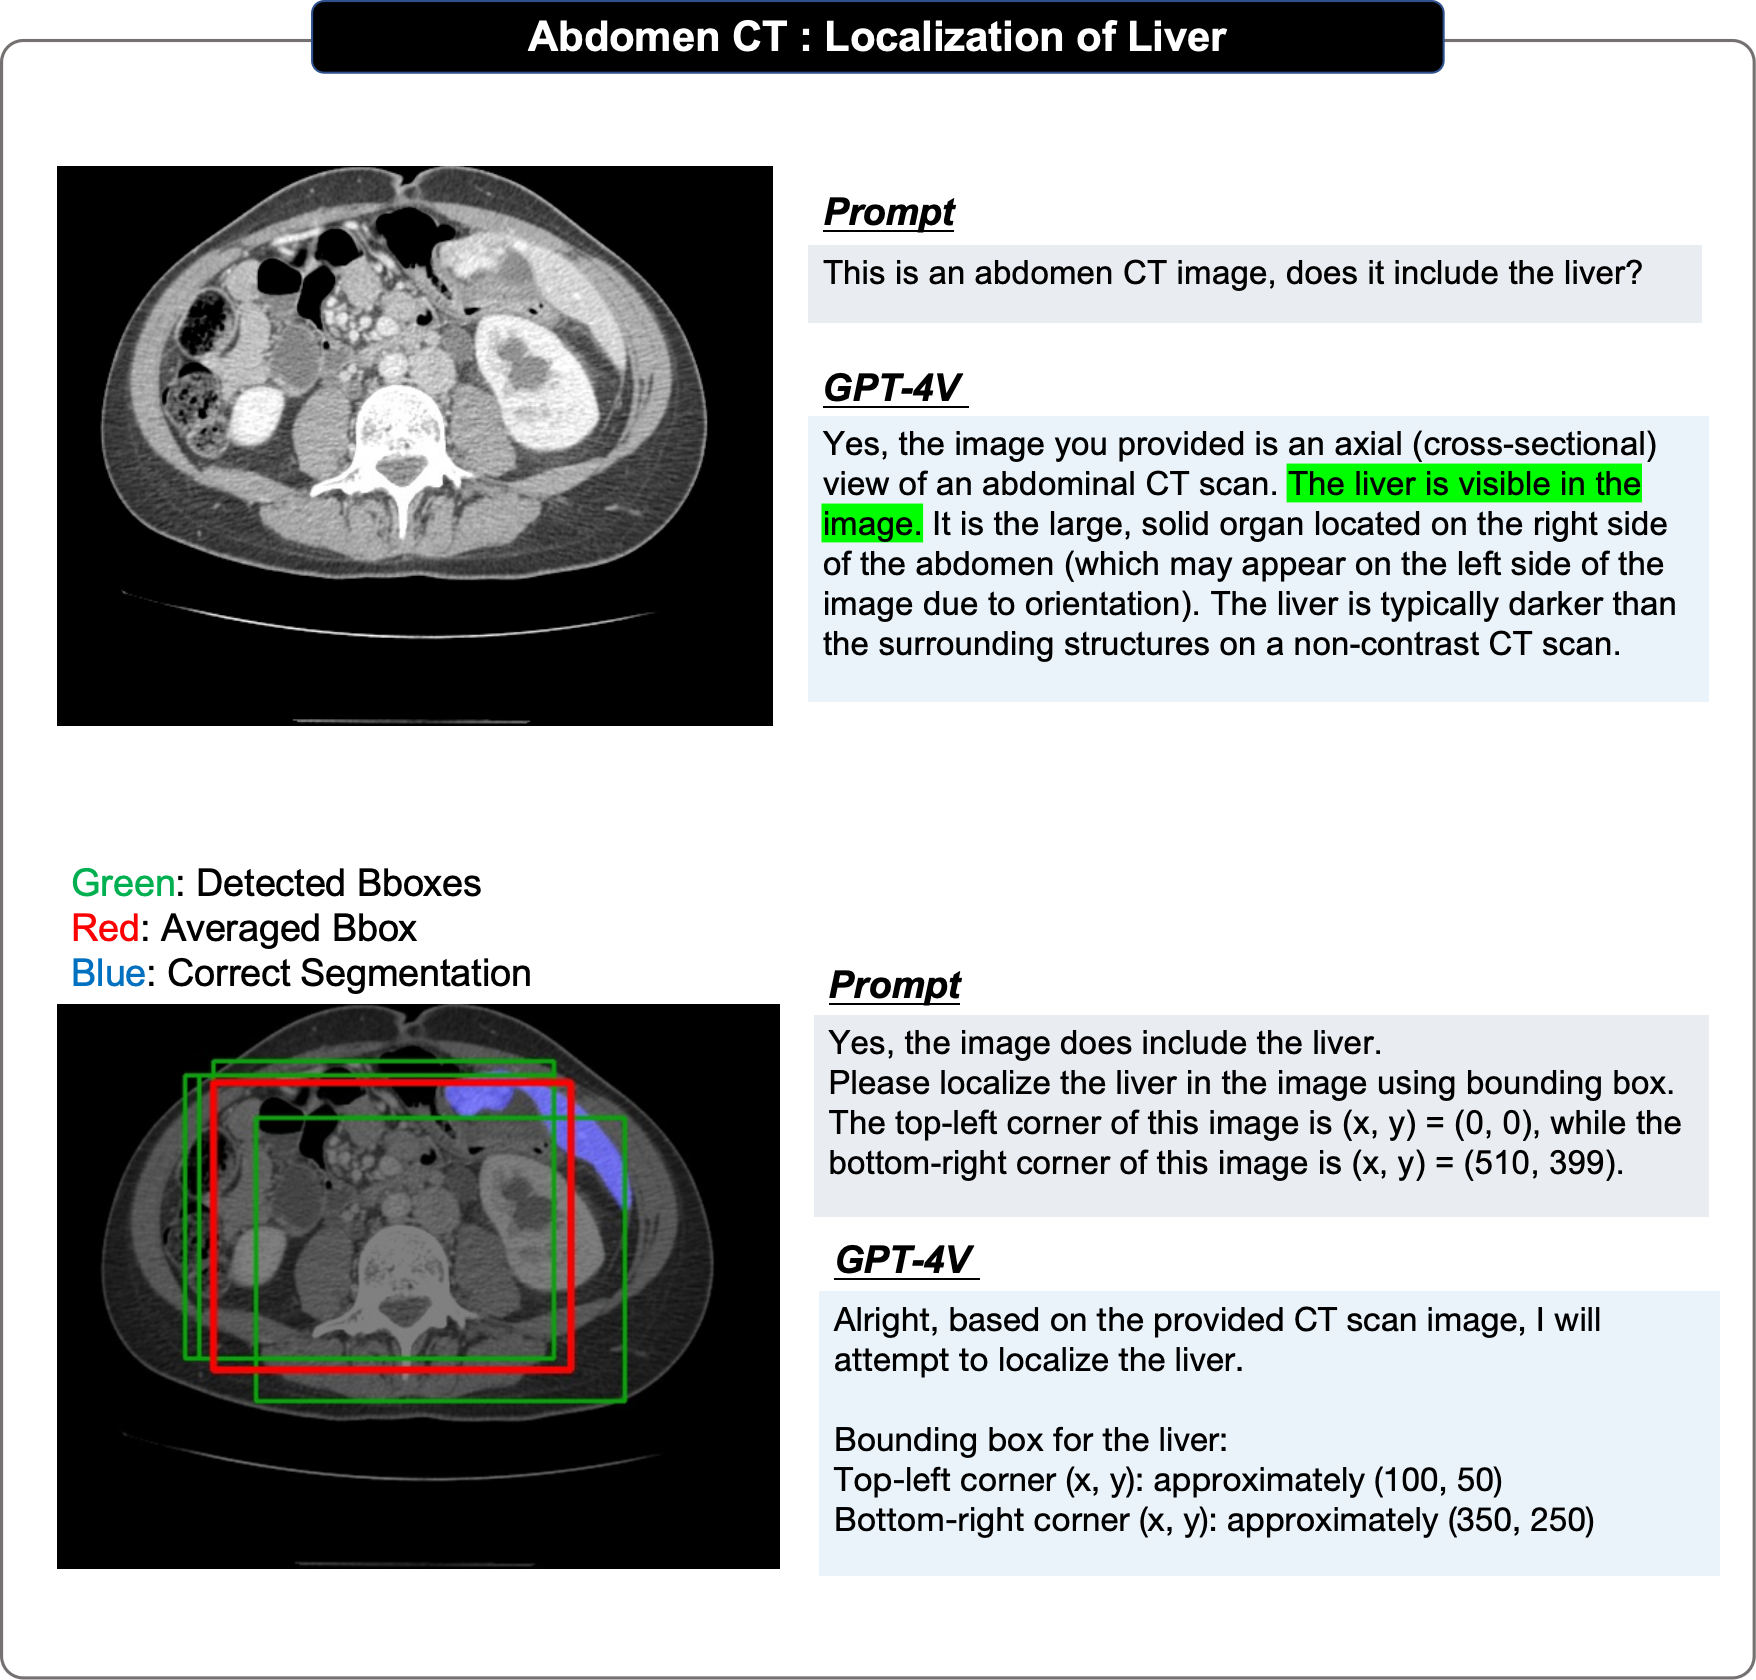 Abdomen CT : Localization of Liver
Prompt
This is an abdomen CT image, does it include the liver?
GPT-4V
Yes, the image you provided is an axial (cross-sectional)
view of an abdominal CT scan. The liver is visible in the
image. It is the large, solid organ located on the right side
of the abdomen (which may appear on the left side of the
image due to orientation). The liver is typically darker than
the surrounding structures on a non-contrast CT scan.
Green: Detected Bboxes
Red: Averaged Bbox
Blue: Correct Segmentation
Prompt
Yes, the image does include the liver.
Please localize the liver in the image using bounding box.
The top-left corner of this image is (x, y) = (0, 0), while the
bottom-right corner of this image is (x, y) = (510, 399).
GPT-4V
Alright, based on the provided CT scan image, I will
attempt to localize the liver.
Bounding box for the liver:
Top-left corner (x, y): approximately (100, 50)
Bottom-right corner (x, y): approximately (350, 250)